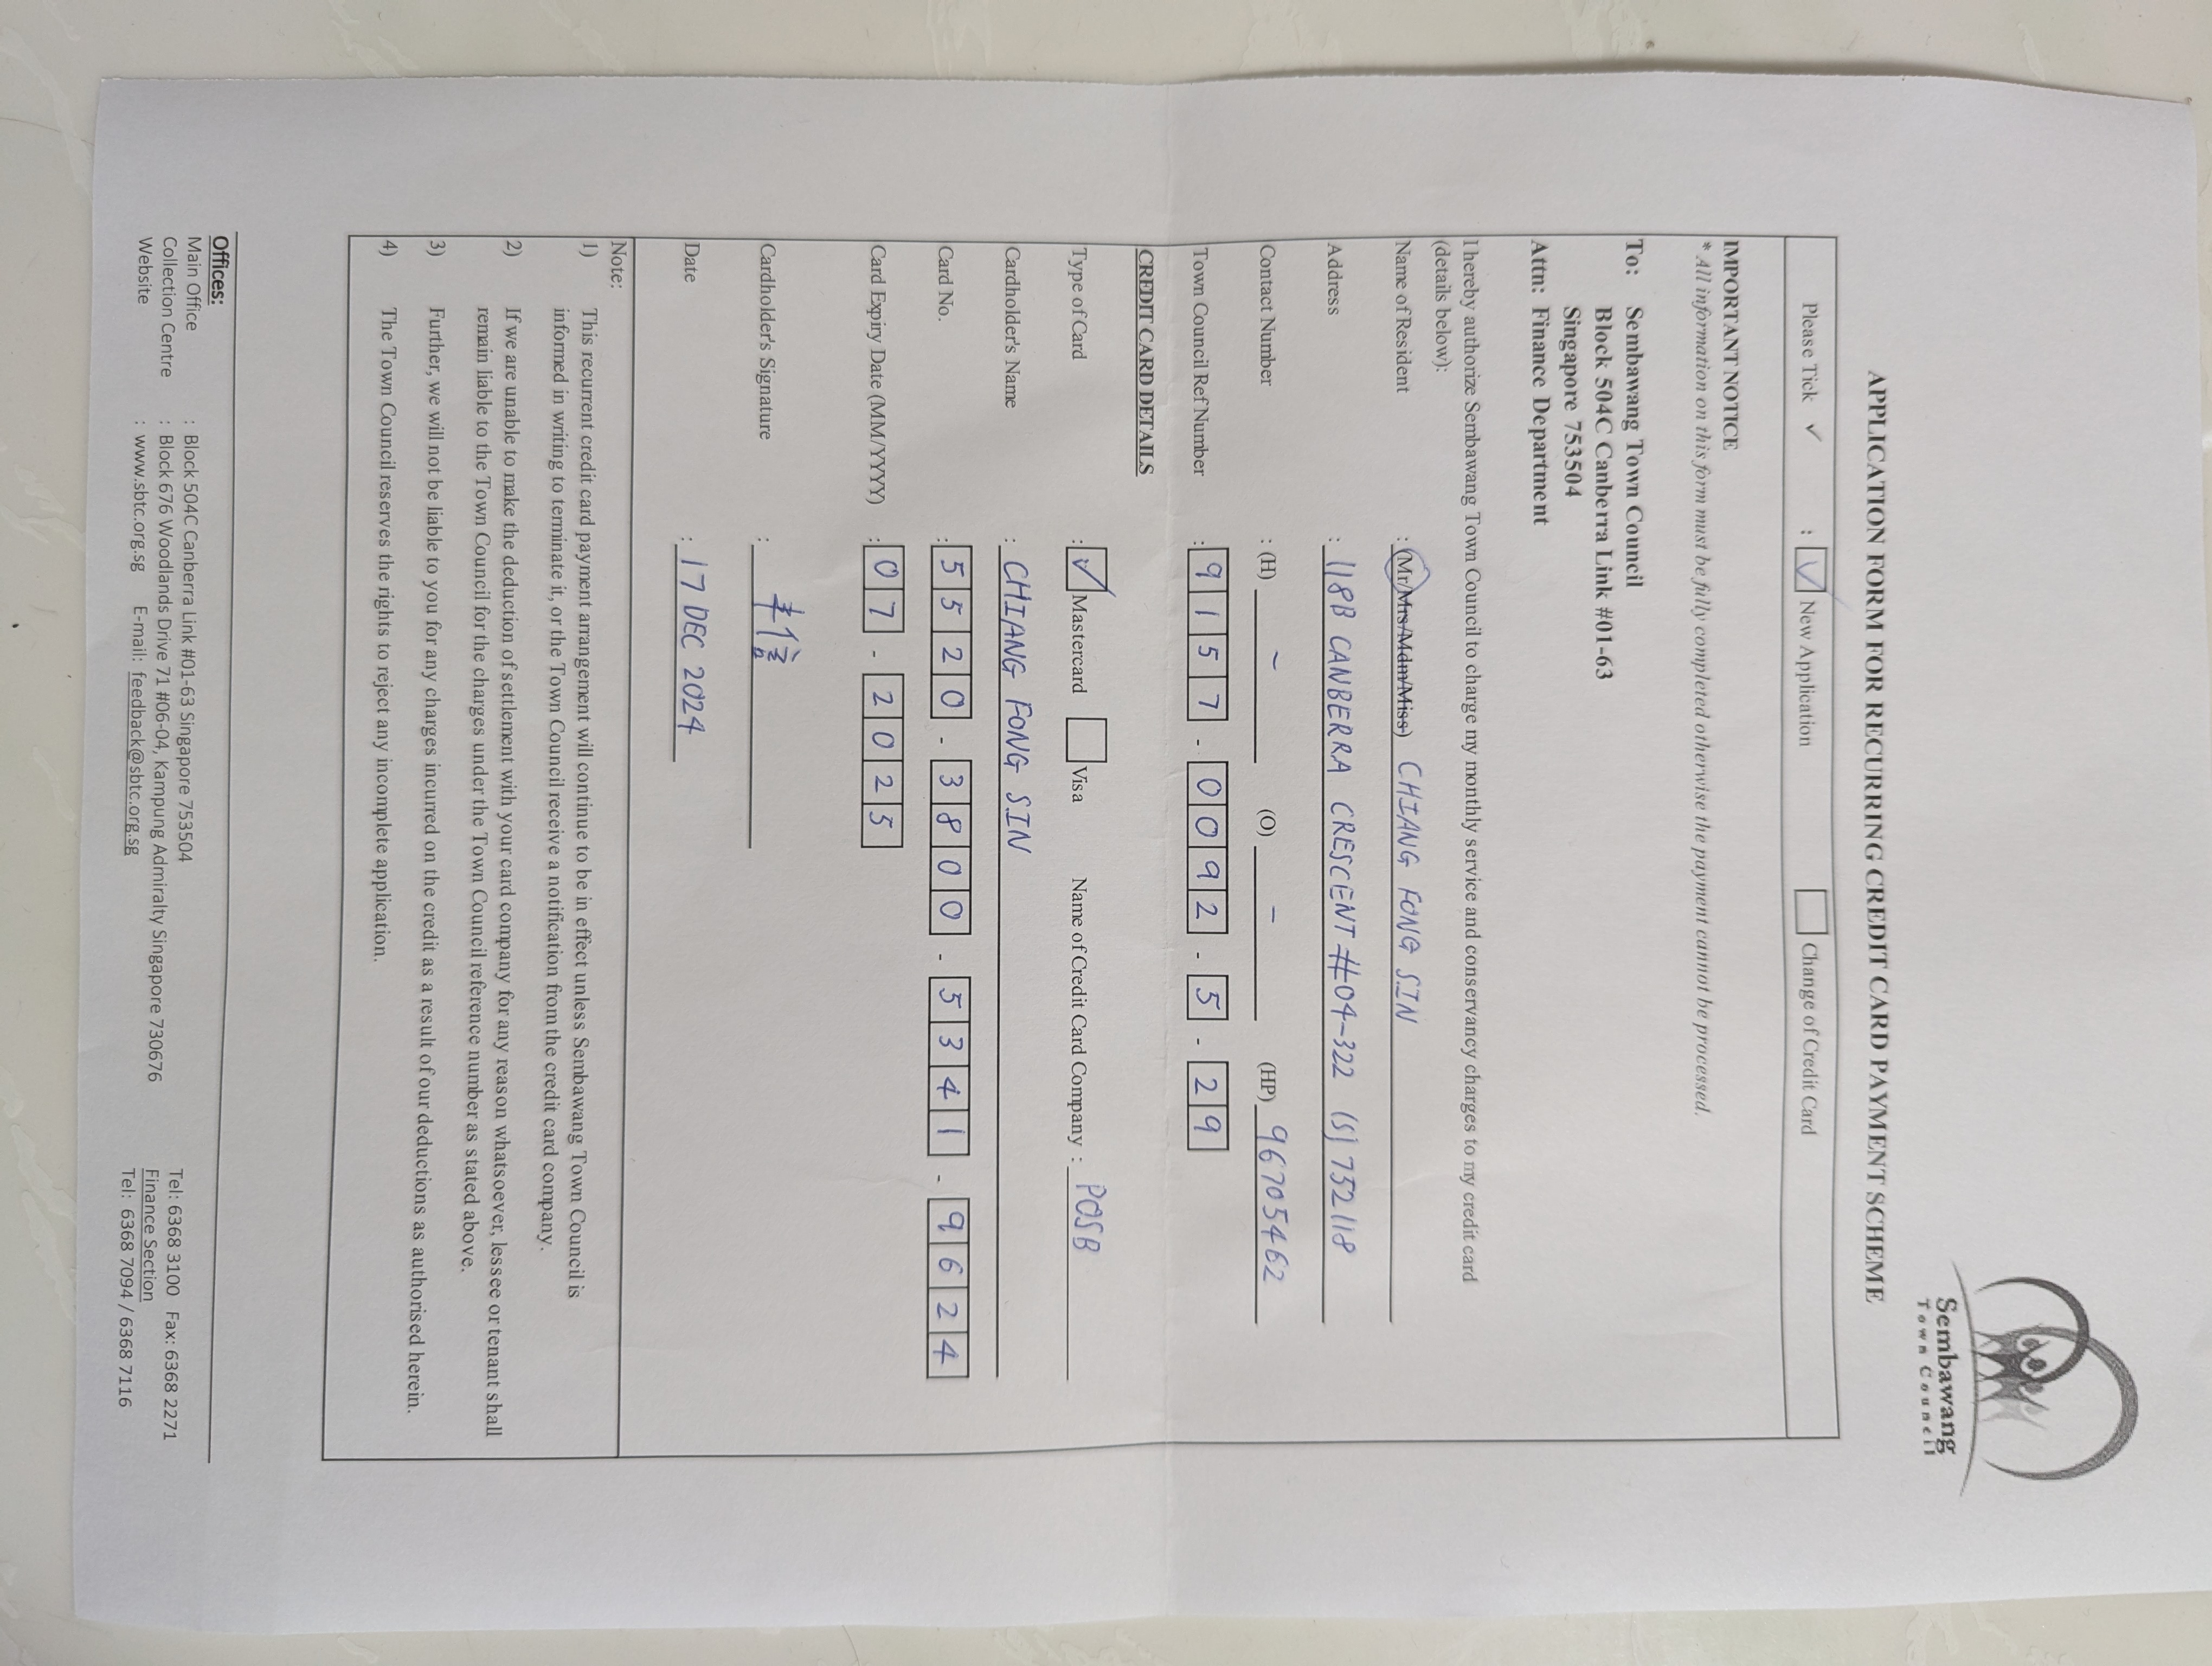 Sembawang
Town Council
APPLICATION FORM FOR RECURRING CREDIT CARD PAYMENT SCHEME
Please Tick ✓ : ✓ New Application Change of Credit Card
IMPORTANT NOTICE
* All information on this form must be fully completed otherwise the payment cannot be processed.
To: Sembawang Town Council
Block 504C Canberra Link #01-63
Singapore 753504
Attn: Finance Department
I hereby authorize Sembawang Town Council to charge my monthly service and conservancy charges to my credit card
(details below):
Name of Resident : (Mr/Mrs/Mdm/Miss) CHIANG FONG SIN
Address : 118B CANBERRA CRESCENT #04-322 (S) 752118
Contact Number : (H) – (O) – (HP) 96705462
Town Council Ref Number : 9157-0092-5-29
CREDIT CARD DETAILS
Type of Card : ✓ Mastercard Visa Name of Credit Card Company : POSB
Cardholder's Name : CHIANG FONG SIN
Card No. : 5520-3800-5341-9624
Card Expiry Date (MM/YYYY) : 07-2025
Cardholder's Signature :
Date : 17 DEC 2024
Note:
1) This recurrent credit card payment arrangement will continue to be in effect unless Sembawang Town Council is
informed in writing to terminate it, or the Town Council receive a notification from the credit card company.
2) If we are unable to make the deduction of settlement with your card company for any reason whatsoever, lessee or tenant shall
remain liable to the Town Council for the charges under the Town Council reference number as stated above.
3) Further, we will not be liable to you for any charges incurred on the credit as a result of our deductions as authorised herein.
4) The Town Council reserves the rights to reject any incomplete application.
Offices:
Main Office : Block 504C Canberra Link #01-63 Singapore 753504 Tel: 6368 3100 Fax: 6368 2271
Collection Centre : Block 676 Woodlands Drive 71 #06-04, Kampung Admiralty Singapore 730676 Finance Section
Website : www.sbtc.org.sg E-mail: feedback@sbtc.org.sg Tel: 6368 7094 / 6368 7116